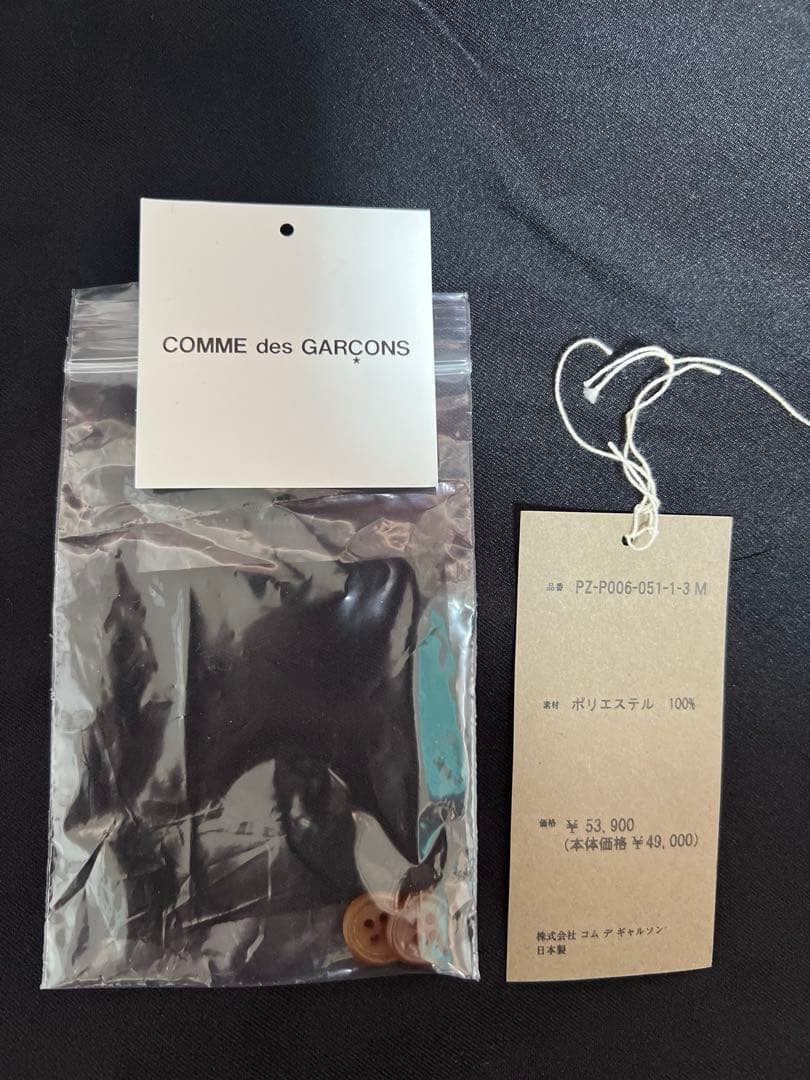 COMME des GARÇONS
品番 PZ-P006-051-1-3 M
素材 ポリエステル 100%
価格 ¥ 53,900
(本体価格 ¥49,000)
株式会社 コム デ ギャルソン
日本製